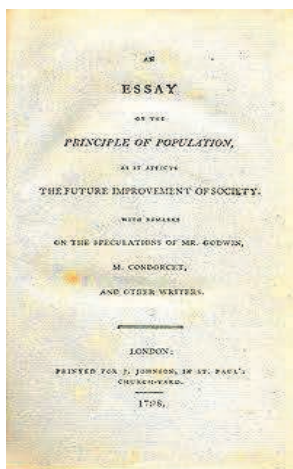 AN
ESSAY
ON THE
PRINCIPLE OF POPULATION,
AS IT AFFECTS
THE FUTURE IMPROVEMENT OF SOCIETY.
WITH REMARKS
ON THE SPECULATIONS OF MR. GODWIN,
M. CONDORCET,
AND OTHER WRITERS.
LONDON:
PRINTED FOR J. JOHNSON, IN ST. PAUL'S
CHURCH-YARD.
1798.